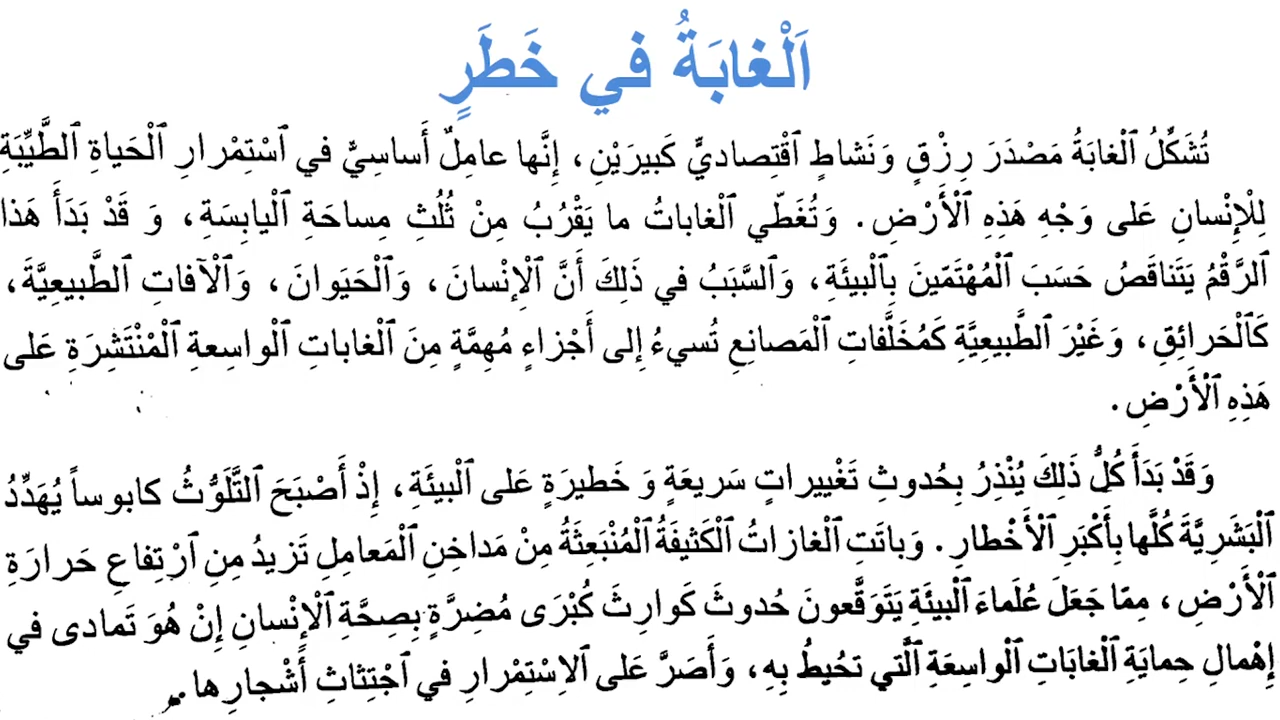 اَلْغابَةُ في خَطَرٍ
تُشَكِّلُ ٱلْغابَةُ مَصْدَرَ رِزْقٍ وَنَشاطٍ ٱقْتِصاديٍّ كَبيرَيْنِ، إِنَّها عامِلٌ أَساسِيٌّ في ٱسْتِمْرارِ ٱلْحَياةِ ٱلطَّيِّبَةِ
لِلْإِنْسانِ عَلى وَجْهِ هَذِهِ ٱلْأَرْضِ. وَتُغَطّي ٱلْغاباتُ ما يَقْرُبُ مِنْ ثُلُثِ مِساحَةِ ٱلْيابِسَةِ، وَ قَدْ بَدَأَ هَذا
ٱلرَّقْمُ يَتَناقَصُ حَسَبَ ٱلْمُهْتَمّينَ بِٱلْبيئَةِ، وَٱلسَّبَبُ في ذَلِكَ أَنَّ ٱلْإِنْسانَ، وَٱلْحَيَوانَ، وَٱلْآفاتِ ٱلطَّبيعِيَّةَ،
كَٱلْحَرائِقِ، وَغَيْرَ ٱلطَّبيعِيَّةِ كَمُخَلَّفاتِ ٱلْمَصانِعِ تُسيءُ إِلى أَجْزاءٍ مُهِمَّةٍ مِنَ ٱلْغاباتِ ٱلْواسِعةِ ٱلْمُنْتَشِرَةِ عَلى
هَذِهِ ٱلْأَرْضِ.
وَقَدْ بَدَأَ كُلُّ ذَلِكَ يُنْذِرُ بِحُدوثِ تَغْييراتٍ سَريعَةٍ وَ خَطيرَةٍ عَلى ٱلْبيئَةِ، إِذْ أَصْبَحَ ٱلتَّلَوُّثُ كابوساً يُهَدِّدُ
ٱلْبَشَرِيَّةَ كُلَّها بِأَكْبَرِ ٱلْأَخْطارِ. وَباتَتِ ٱلْغازاتُ ٱلْكَثيفَةُ ٱلْمُنْبَعِثَةُ مِنْ مَداخِنِ ٱلْمَعامِلِ تَزيدُ مِنِ ٱرْتِفاعِ حَرارَةِ
ٱلْأَرْضِ، مِمّا جَعَلَ عُلَماءَ ٱلْبيئَةِ يَتَوَقَّعونَ حُدوثَ كَوارِثَ كُبْرَى مُضِرَّةٍ بِصِحَّةِ ٱلْإِنْسانِ إِنْ هُوَ تَمادى في
إِهْمالِ حِمايَةِ ٱلْغاباتِ ٱلْواسِعَةِ ٱلَّتي تحُيطُ بِهِ، وَأَصَرَّ عَلى ٱلاِسْتِمْرارِ في ٱجْتِثاثِ أَشْجارِها.